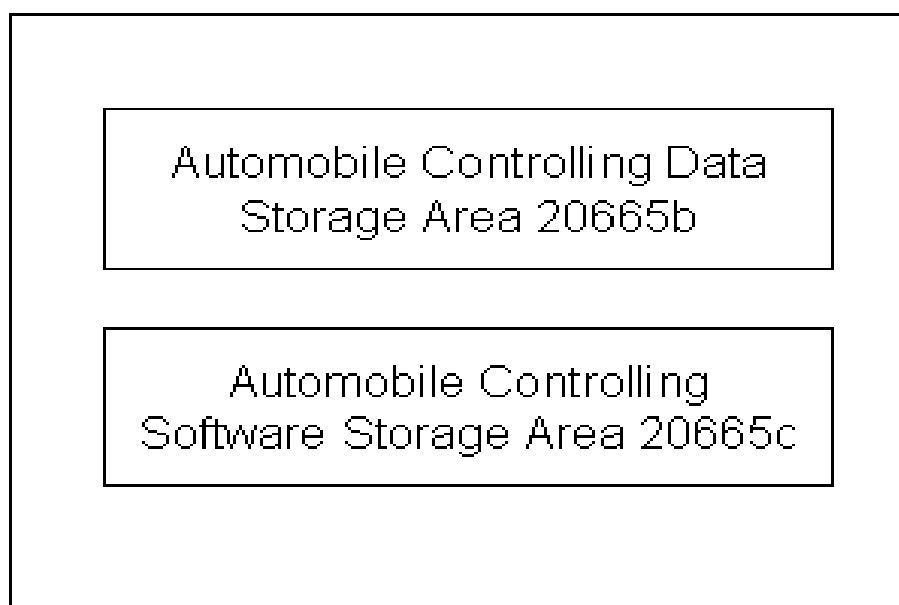 Automobile Controlling Data
Storage Area 20665b
Automobile Controlling
Software Storage Area 20665c